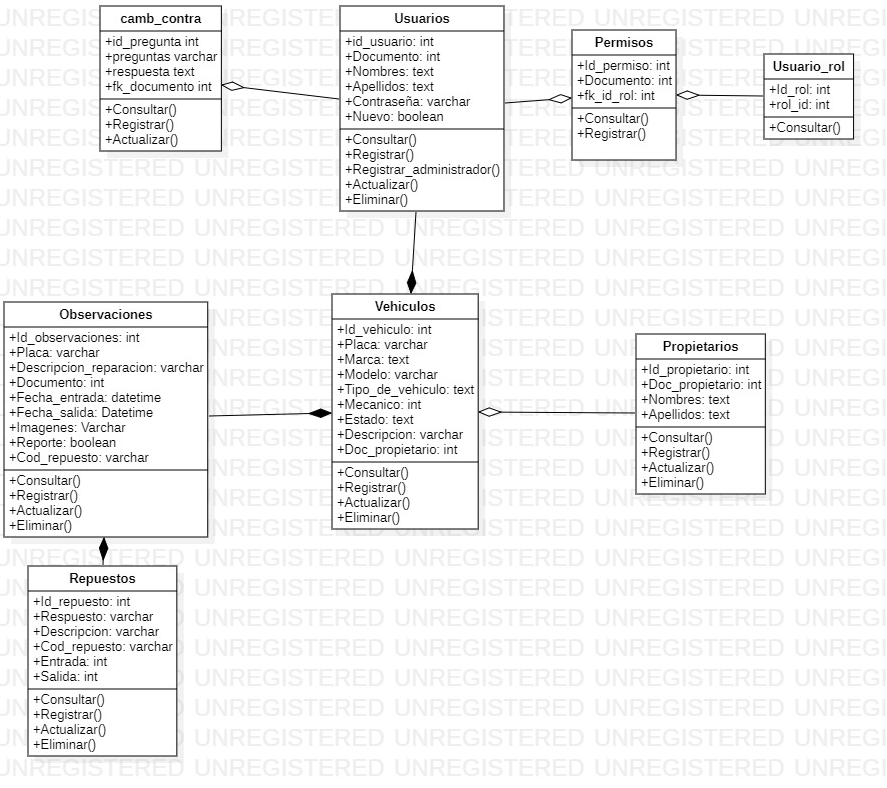 camb_contra
+id_pregunta int
+preguntas varchar
+respuesta text
+fk_documento int
+Consultar()
+Registrar()
+Actualizar()
Usuarios
+id_usuario: int
+Documento: int
+Nombres: text
+Apellidos: text
+Contraseña: varchar
+Nuevo: boolean
+Consultar()
+Registrar()
+Registrar_administrador()
+Actualizar()
+Eliminar()
Permisos
+Id_permiso: int
+Documento: int
+fk_id_rol: int
+Consultar()
+Registrar()
Usuario_rol
+Id_rol: int
+rol_id: int
+Consultar()
Observaciones
+Id_observaciones: int
+Placa: varchar
+Descripcion_reparacion: varchar
+Documento: int
+Fecha_entrada: datetime
+Fecha_salida: Datetime
+Imagenes: Varchar
+Reporte: boolean
+Cod_repuesto: varchar
+Consultar()
+Registrar()
+Actualizar()
+Eliminar()
Vehiculos
+Id_vehiculo: int
+Placa: varchar
+Marca: text
+Modelo: varchar
+Tipo_de_vehiculo: text
+Mecanico: int
+Estado: text
+Descripcion: varchar
+Doc_propietario: int
+Consultar()
+Registrar()
+Actualizar()
+Eliminar()
Propietarios
+Id_propietario: int
+Doc_propietario: int
+Nombres: text
+Apellidos: text
+Consultar()
+Registrar()
+Actualizar()
+Eliminar()
Repuestos
+Id_repuesto: int
+Respuesto: varchar
+Descripcion: varchar
+Cod_repuesto: varchar
+Entrada: int
+Salida: int
+Consultar()
+Registrar()
+Actualizar()
+Eliminar()
UNREGISTERED